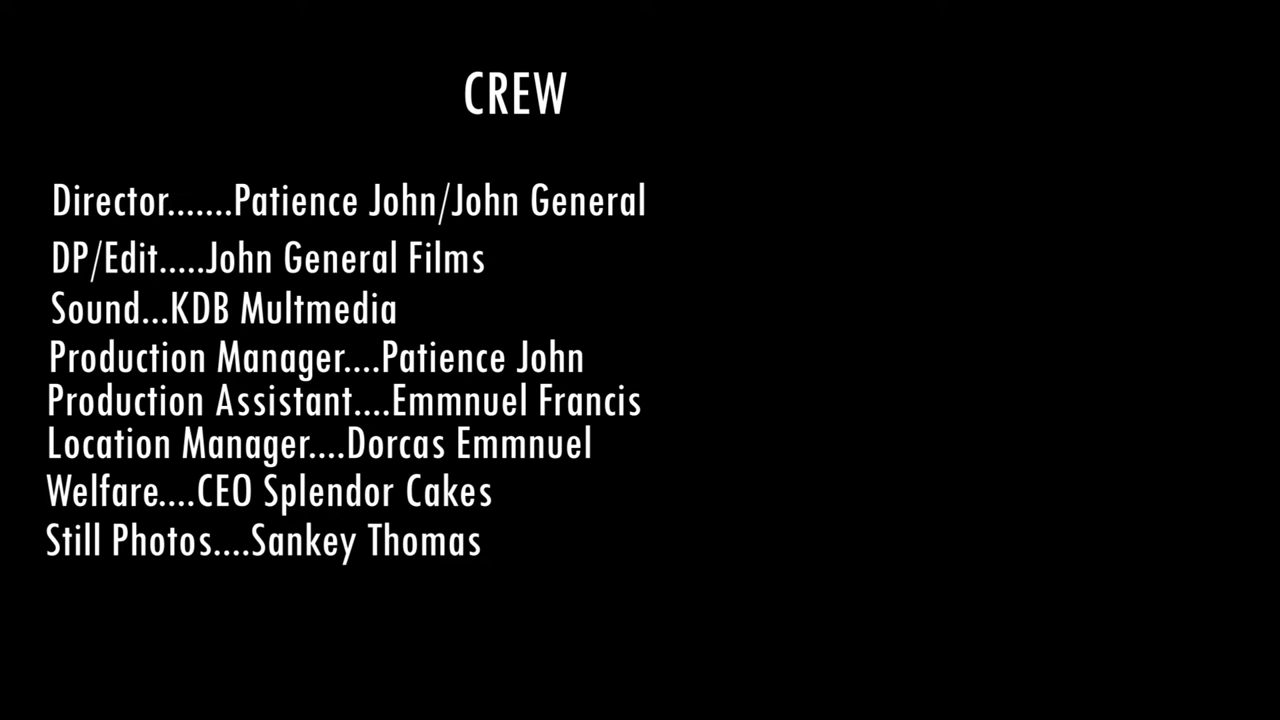 CREW
Director.......Patience John/John General
DP/Edit.....John General Films
Sound...KDB Multmedia
Production Manager....Patience John
Production Assistant....Emmnuel Francis
Location Manager....Dorcas Emmnuel
Welfare....CEO Splendor Cakes
Still Photos....Sankey Thomas